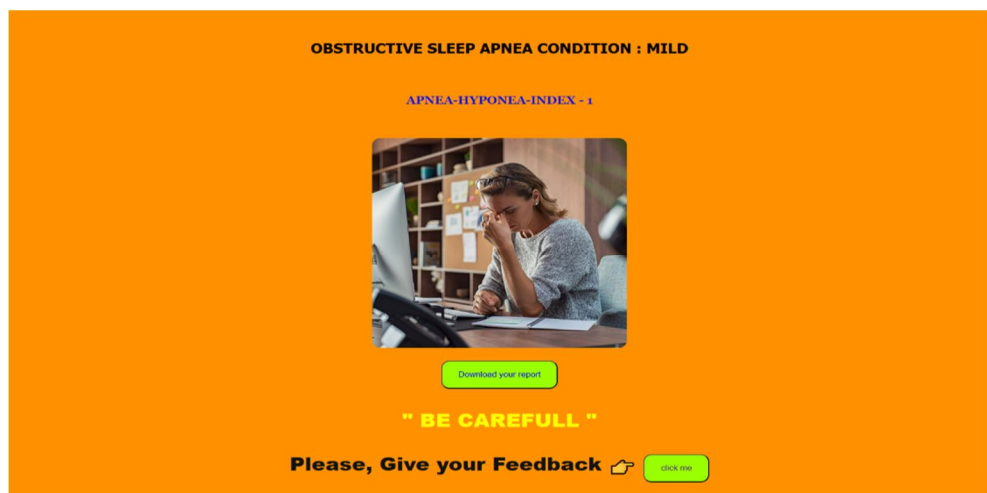 OBSTRUCTIVE SLEEP APNEA CONDITION : MILD
APNEA-HYPONEA-INDEX - 1
Download your report
" BE CAREFULL "
Please, Give your Feedback 👉 click me